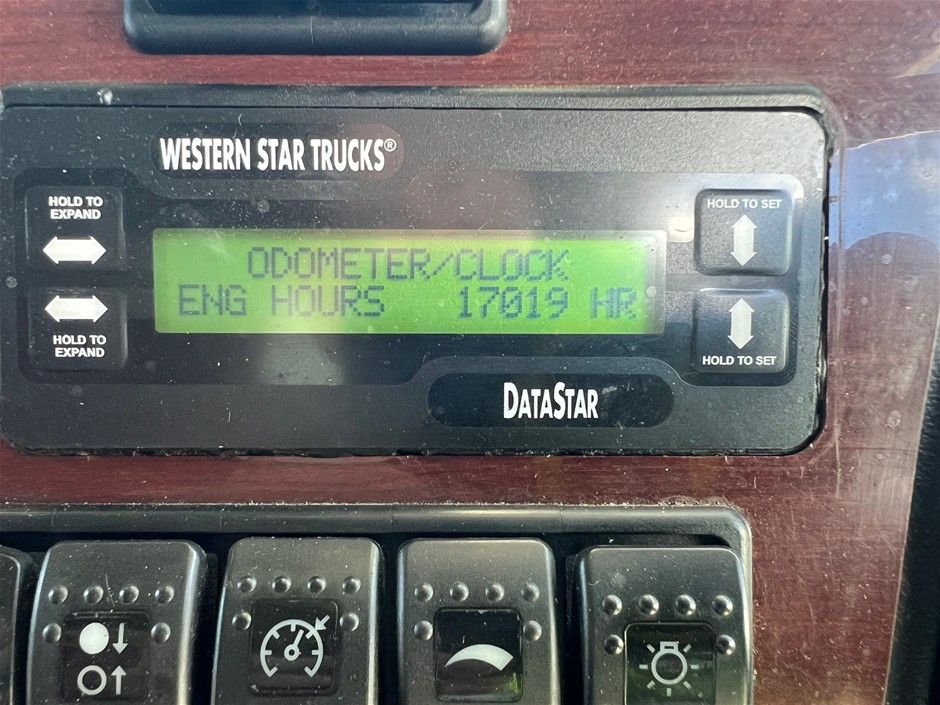 WESTERN STAR TRUCKS®
HOLD TO
EXPAND
HOLD TO SET
ODOMETER/CLOCK
ENG HOURS 17019 HR
HOLD TO
EXPAND
HOLD TO SET
DATASTAR